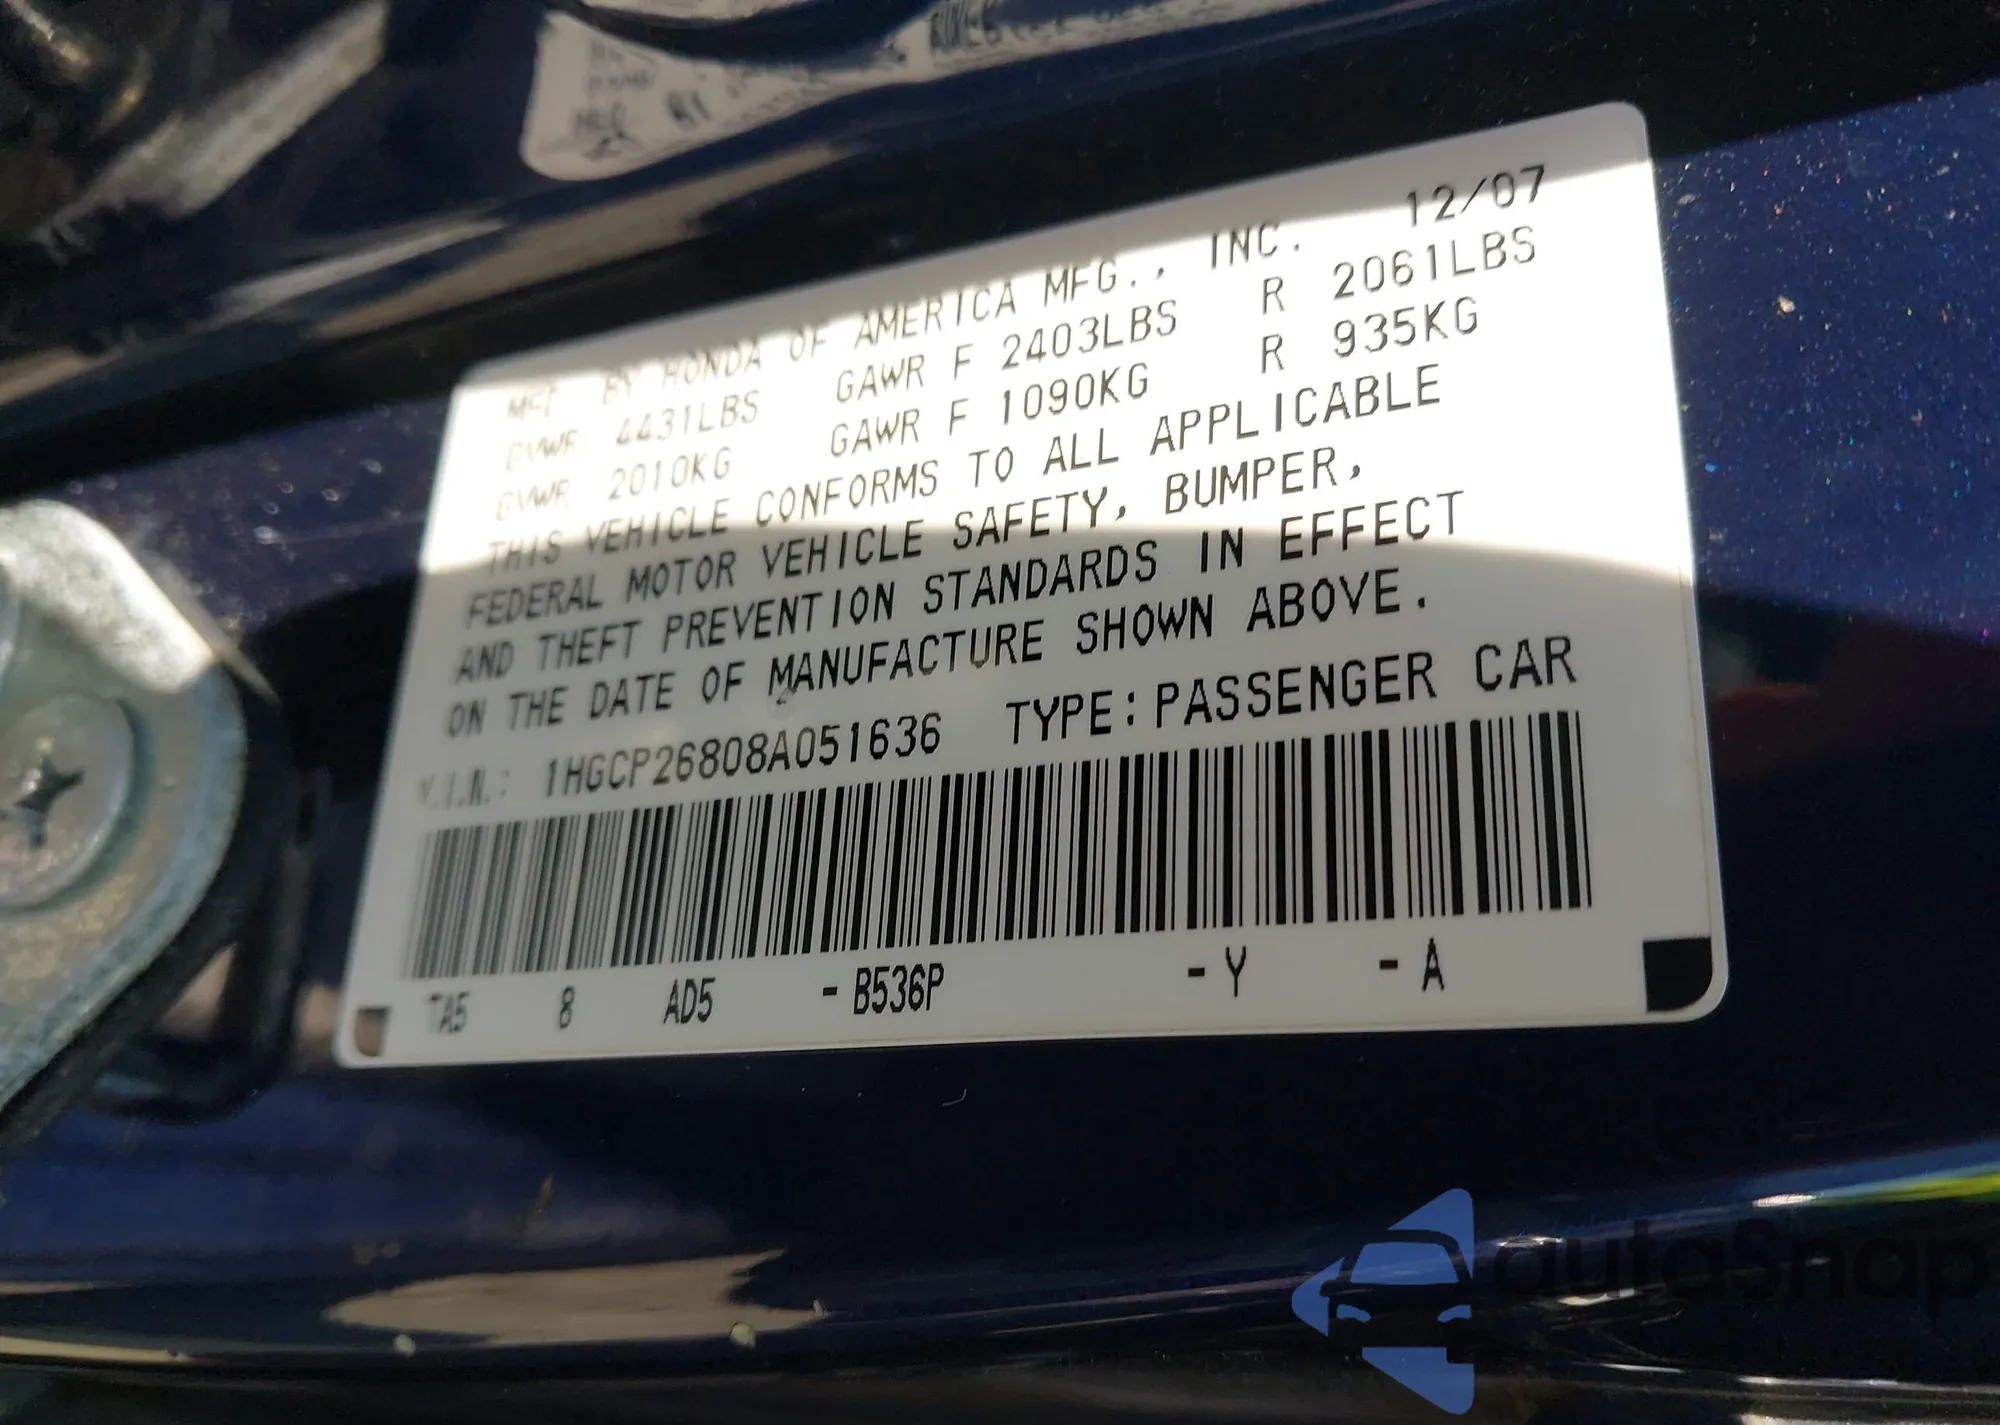 MFD. BY HONDA OF AMERICA MFG., INC. 12/07
GVWR 4431LBS GAWR F 2403LBS R 2061LBS
GVWR 2010KG GAWR F 1090KG R 935KG
THIS VEHICLE CONFORMS TO ALL APPLICABLE
FEDERAL MOTOR VEHICLE SAFETY, BUMPER,
AND THEFT PREVENTION STANDARDS IN EFFECT
ON THE DATE OF MANUFACTURE SHOWN ABOVE.
V.I.N.: 1HGCP26808A051636 TYPE:PASSENGER CAR
TA5 8 AD5 -B536P -Y -A
autaSnap